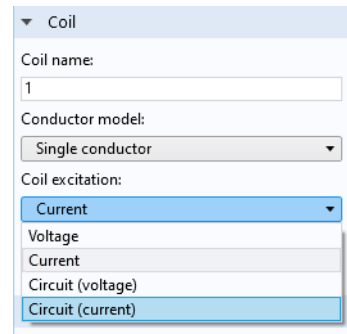 Coil
Coil name:
1
Conductor model:
Single conductor
Coil excitation:
Current
Voltage
Current
Circuit (voltage)
Circuit (current)